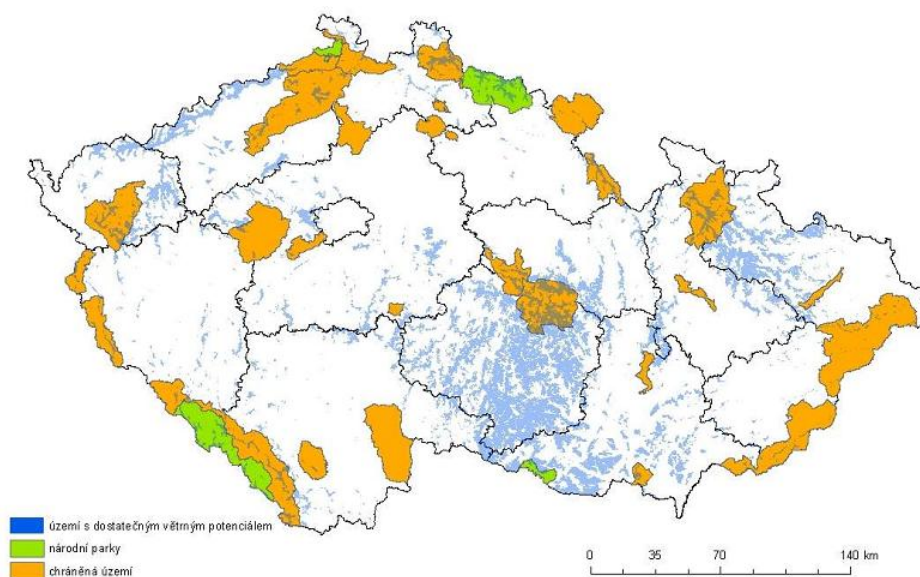 území s dostatečným větrným potenciálem
národní parky
chráněná území
0 35 70 140 km